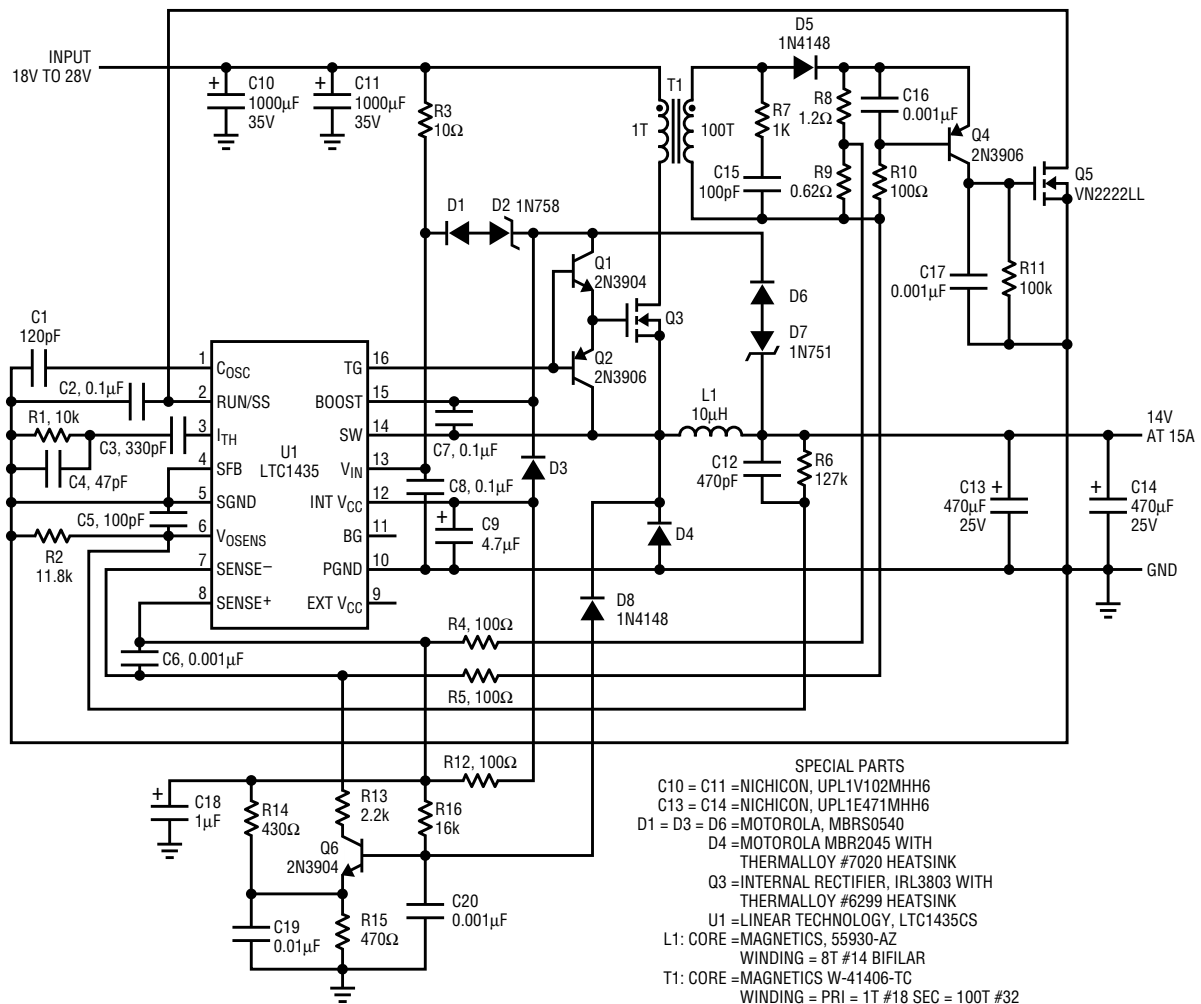 INPUT
18V TO 28V
+
C10
1000µF
35V
+
C11
1000µF
35V
R3
10Ω
T1
1T
100T
D5
1N4148
R7
1K
C15
100pF
R8
1.2Ω
R9
0.62Ω
C16
0.001µF
R10
100Ω
Q4
2N3906
Q5
VN2222LL
C17
0.001µF
R11
100k
D1
D2 1N758
Q1
2N3904
Q2
2N3906
Q3
D6
D7
1N751
C1
120pF
C2, 0.1µF
R1, 10k
C3, 330pF
C4, 47pF
C5, 100pF
R2
11.8k
1 COSC
2 RUN/SS
3 ITH
4 SFB
5 SGND
6 VOSENS
7 SENSE–
8 SENSE+
U1
LTC1435
TG 16
BOOST 15
SW 14
VIN 13
INT VCC 12
BG 11
PGND 10
EXT VCC 9
C7, 0.1µF
C8, 0.1µF
D3
+
C9
4.7µF
L1
10µH
C12
470pF
R6
127k
D4
D8
1N4148
14V
AT 15A
C13
470µF
25V
+
C14
470µF
25V
+
GND
R4, 100Ω
C6, 0.001µF
R5, 100Ω
R12, 100Ω
+
C18
1µF
R14
430Ω
R13
2.2k
R16
16k
Q6
2N3904
C19
0.01µF
R15
470Ω
C20
0.001µF
SPECIAL PARTS
C10 = C11 =NICHICON, UPL1V102MHH6
C13 = C14 =NICHICON, UPL1E471MHH6
D1 = D3 = D6 =MOTOROLA, MBRS0540
D4 =MOTOROLA MBR2045 WITH
THERMALLOY #7020 HEATSINK
Q3 =INTERNAL RECTIFIER, IRL3803 WITH
THERMALLOY #6299 HEATSINK
U1 =LINEAR TECHNOLOGY, LTC1435CS
L1: CORE =MAGNETICS, 55930-AZ
WINDING = 8T #14 BIFILAR
T1: CORE =MAGNETICS W-41406-TC
WINDING = PRI = 1T #18 SEC = 100T #32